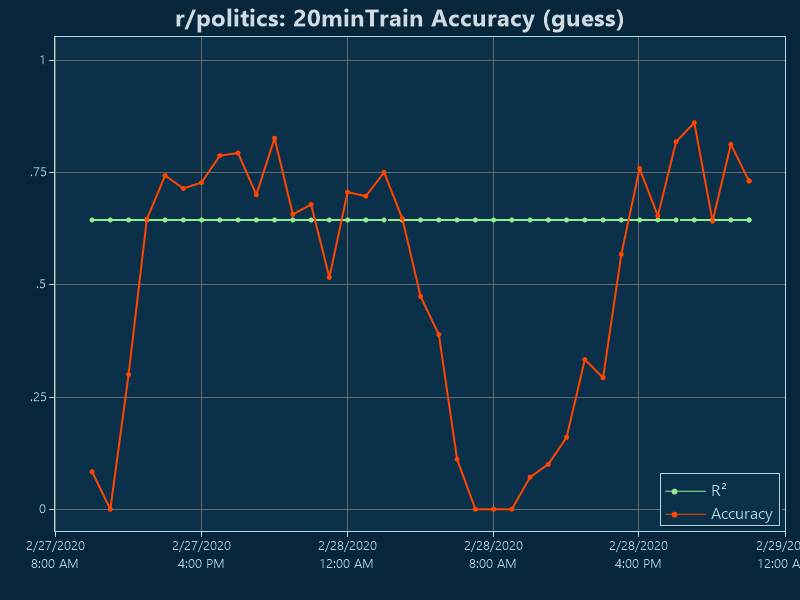 r/politics: 20minTrain Accuracy (guess)
1
.75
.5
.25
0
R²
Accuracy
2/27/2020 2/27/2020 2/28/2020 2/28/2020 2/28/2020 2/29/20
8:00 AM 4:00 PM 12:00 AM 8:00 AM 4:00 PM 12:00 A